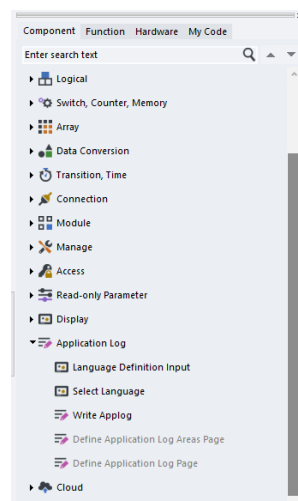 Component Function Hardware My Code
Enter search text
Logical
Switch, Counter, Memory
Array
Data Conversion
Transition, Time
Connection
Module
Manage
Access
Read-only Parameter
Display
Application Log
Language Definition Input
Select Language
Write Applog
Define Application Log Areas Page
Define Application Log Page
Cloud